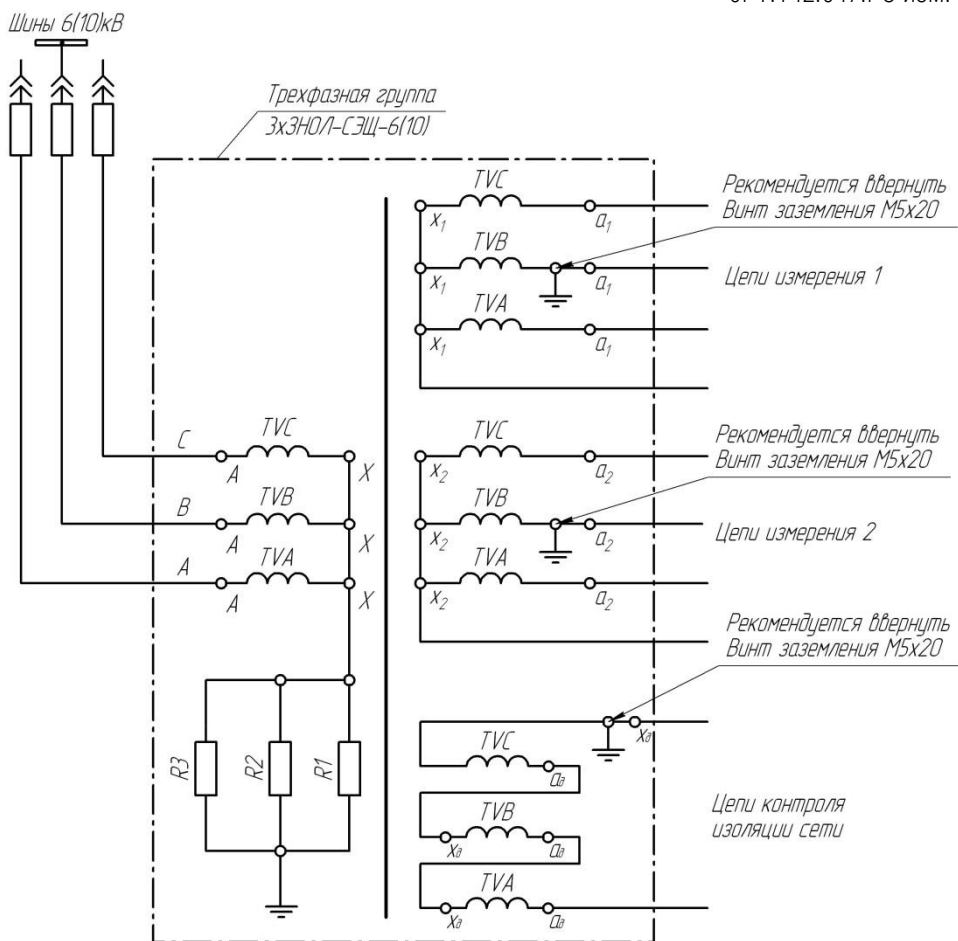 Шины 6(10)кВ
Трехфазная группа
3х3НОЛ-СЭЩ-6(10)
TVC
x₁
a₁
Рекомендуется ввернуть
Винт заземления М5х20
TVB
x₁
a₁
Цепи измерения 1
TVA
x₁
a₁
C
A
TVC
X
TVC
x₂
a₂
Рекомендуется ввернуть
Винт заземления М5х20
B
A
TVB
X
TVB
x₂
a₂
Цепи измерения 2
A
A
TVA
X
TVA
x₂
a₂
Рекомендуется ввернуть
Винт заземления М5х20
R3
R2
R1
xд
TVC
aд
TVB
xд
aд
Цепи контроля
изоляции сети
TVA
xд
aд